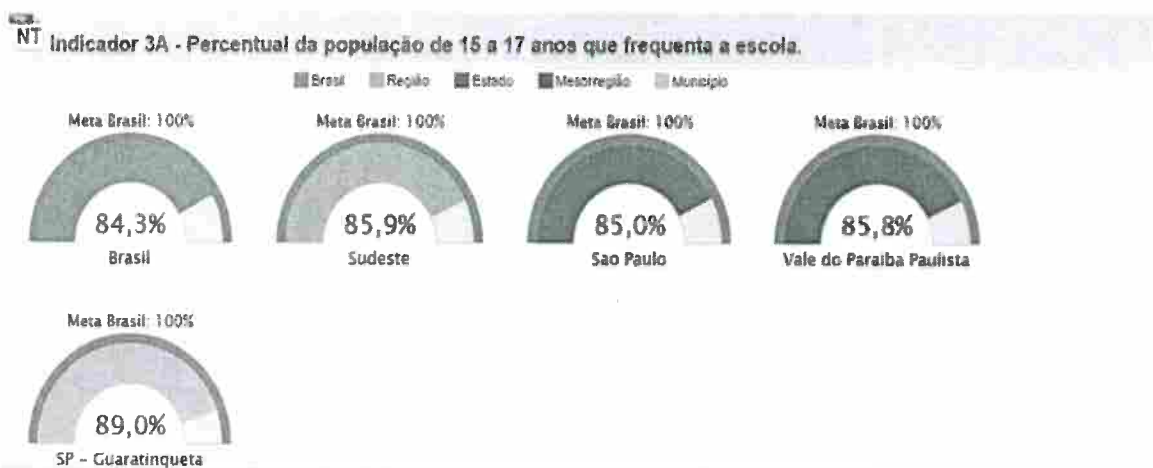 NT
Indicador 3A - Percentual da população de 15 a 17 anos que frequenta a escola.
Brasil Região Estado Mesorregião Município
Meta Brasil: 100% Meta Brasil: 100% Meta Brasil: 100% Meta Brasil: 100%
84,3% 85,9% 85,0% 85,8%
Brasil Sudeste Sao Paulo Vale do Paraiba Paulista
Meta Brasil: 100%
89,0%
SP - Guaratingueta